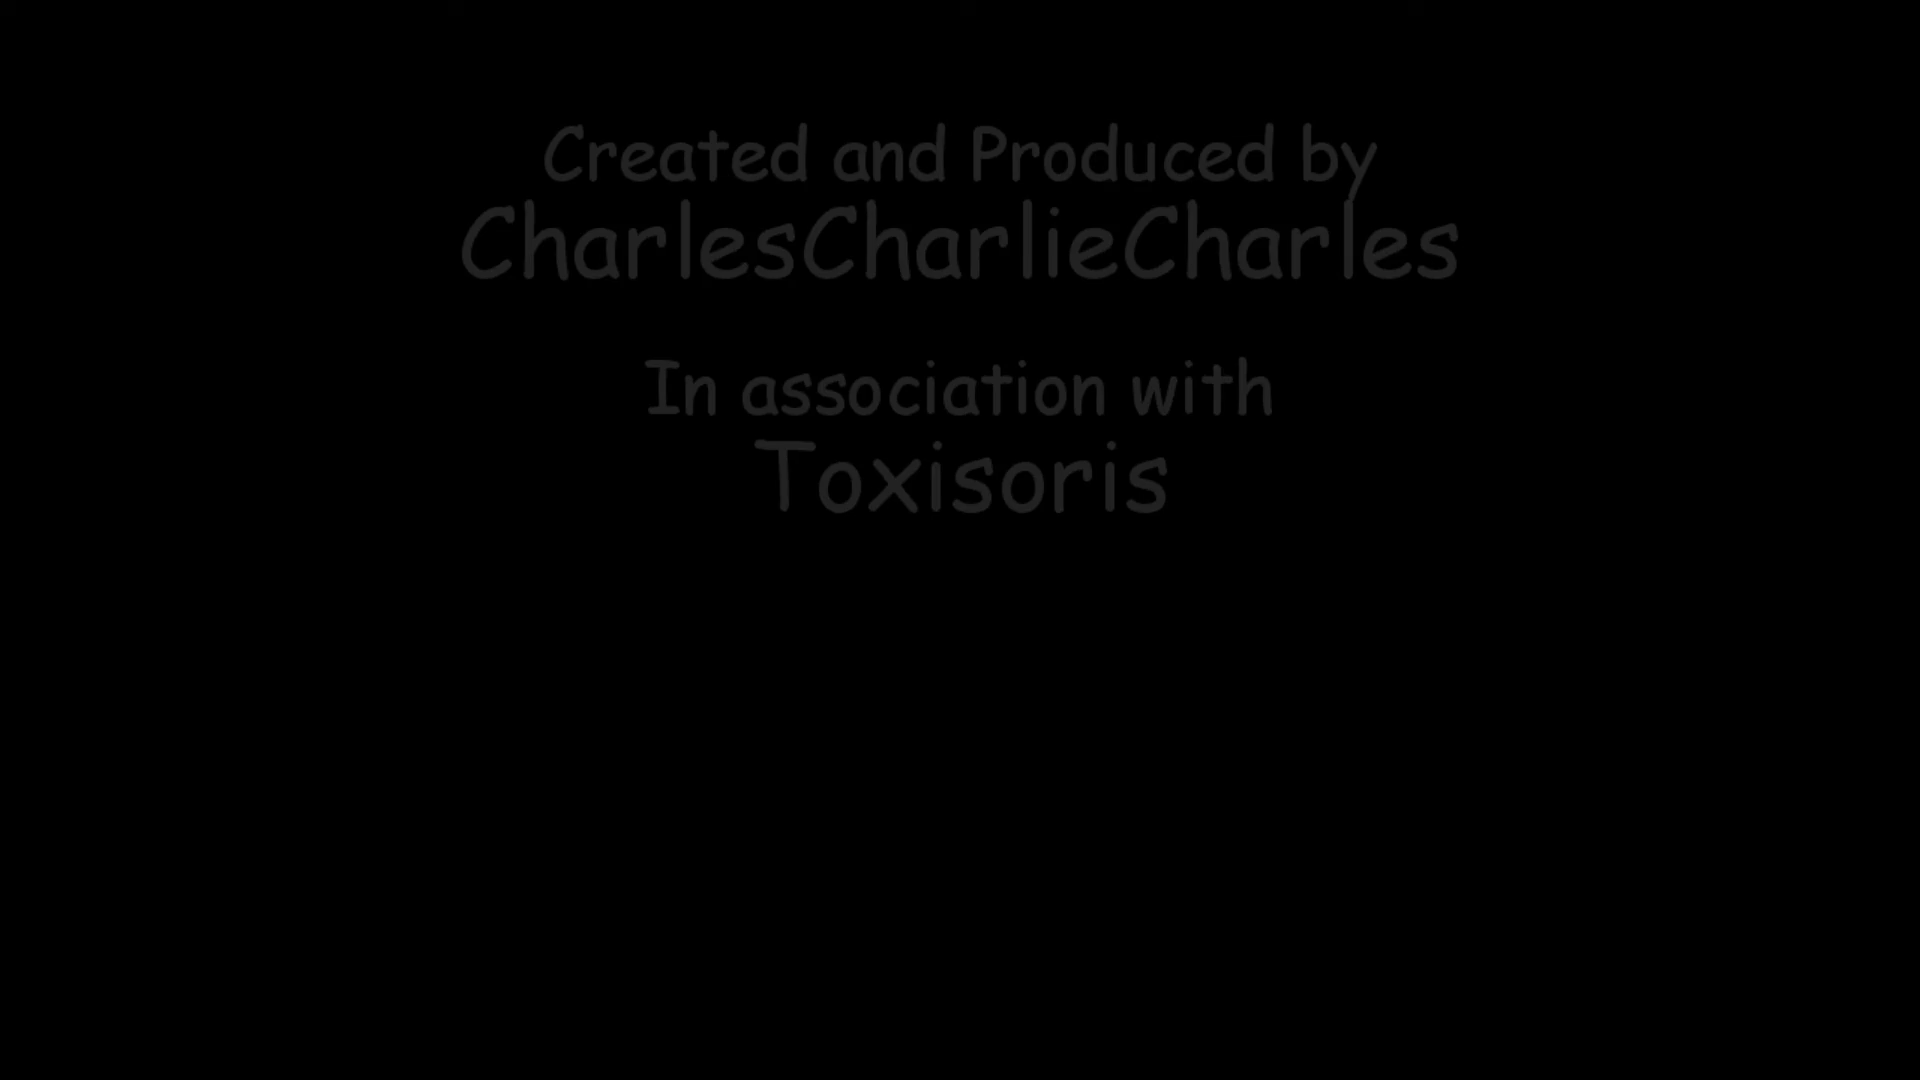 Created and Produced by
CharlesCharlieCharles
In association with
Toxisoris